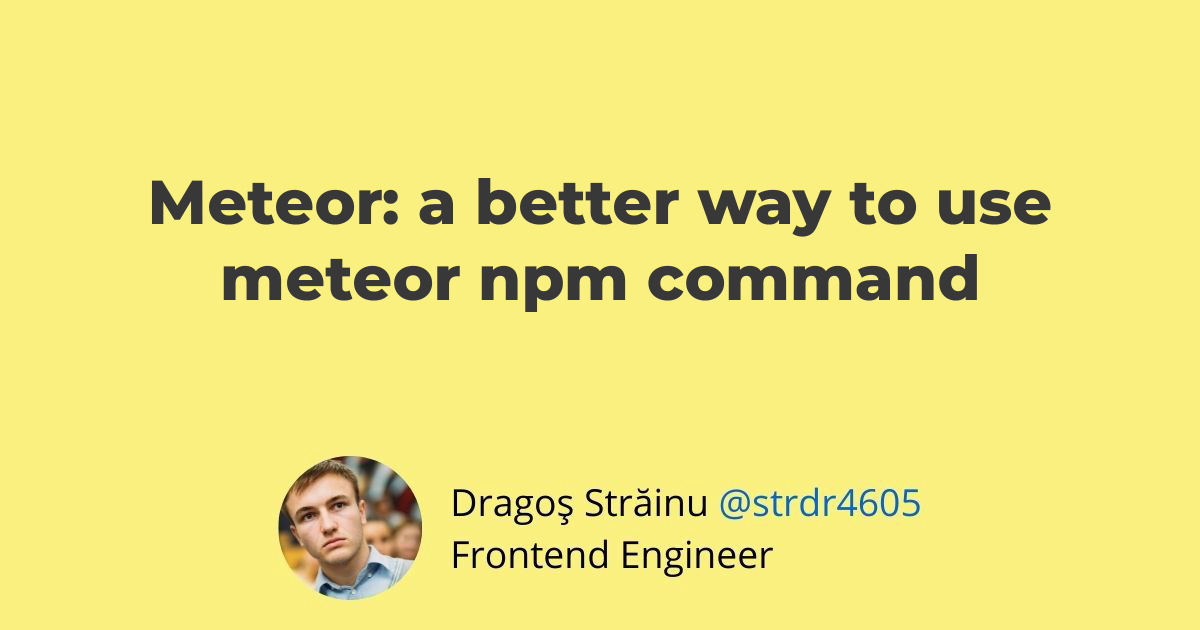 Meteor: a better way to use
meteor npm command
Dragoş Străinu @strdr4605
Frontend Engineer